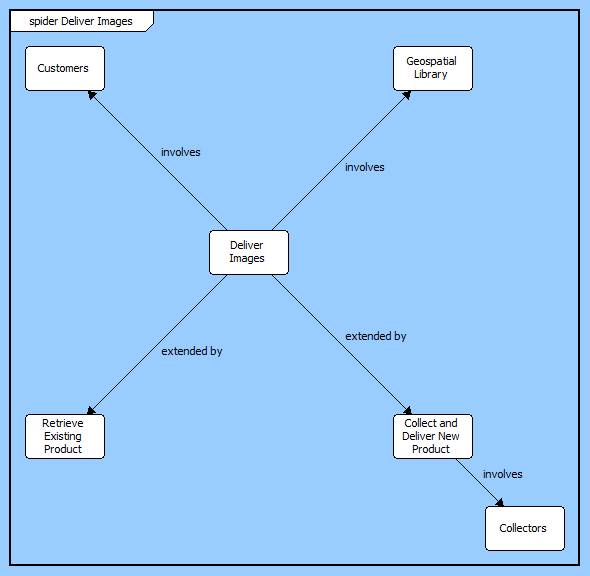 spider Deliver Images
Customers
Geospatial
Library
involves
involves
Deliver
Images
extended by
extended by
Retrieve
Existing
Product
Collect and
Deliver New
Product
involves
Collectors